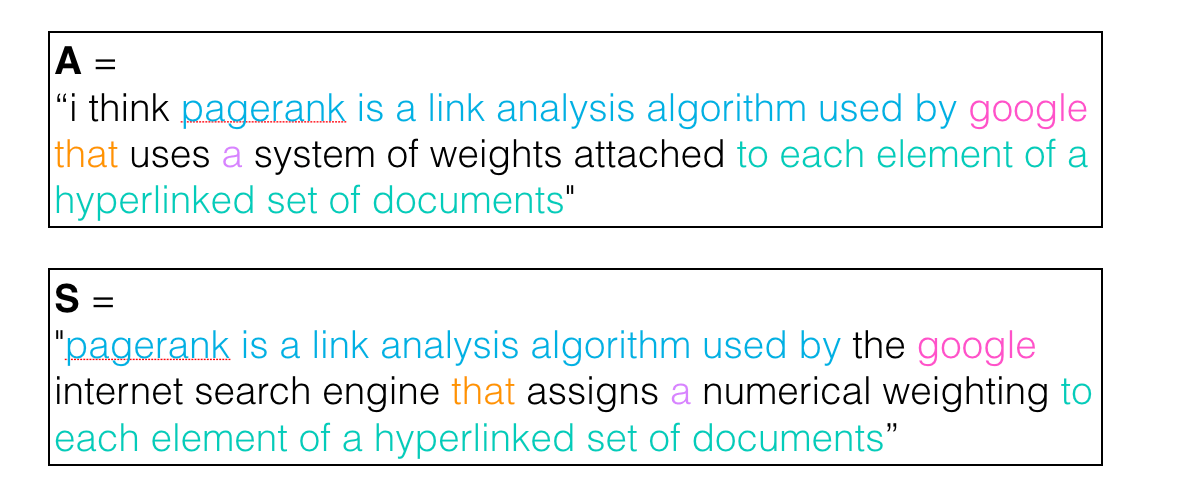 A =
“i think pagerank is a link analysis algorithm used by google
that uses a system of weights attached to each element of a
hyperlinked set of documents"
S =
"pagerank is a link analysis algorithm used by the google
internet search engine that assigns a numerical weighting to
each element of a hyperlinked set of documents”